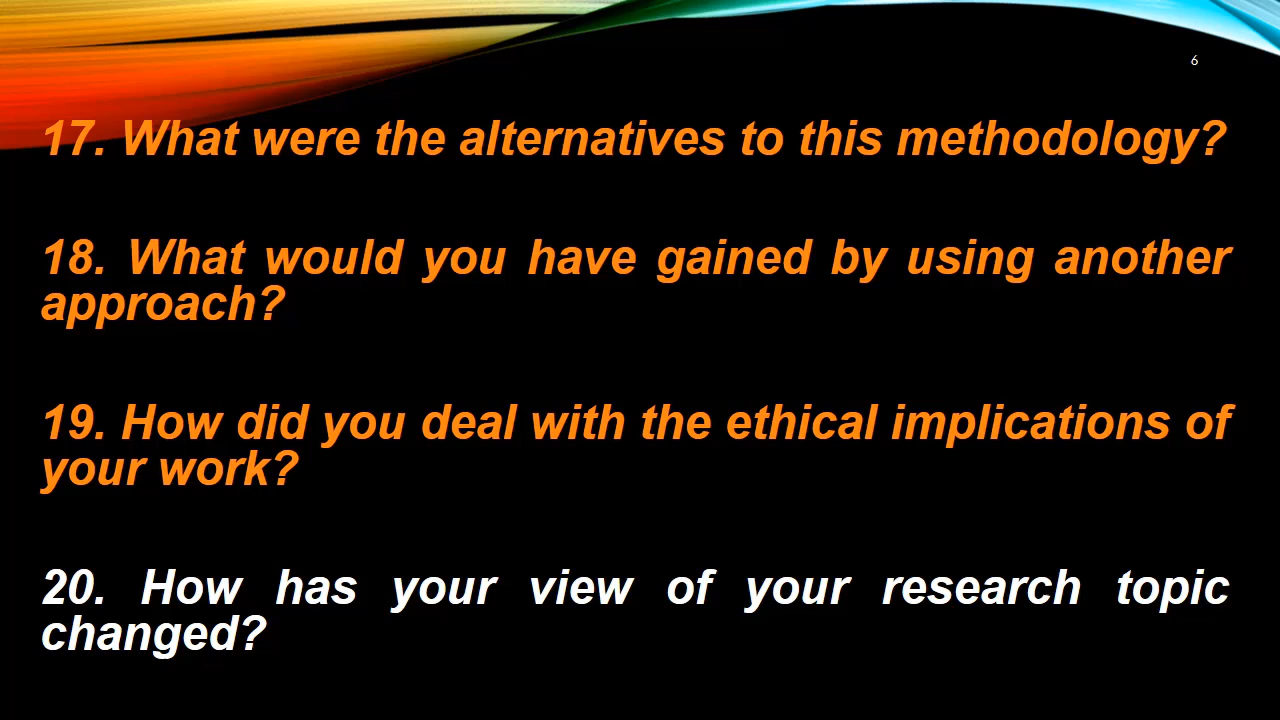 6
17. What were the alternatives to this methodology?
18. What would you have gained by using another
approach?
19. How did you deal with the ethical implications of
your work?
20. How has your view of your research topic
changed?